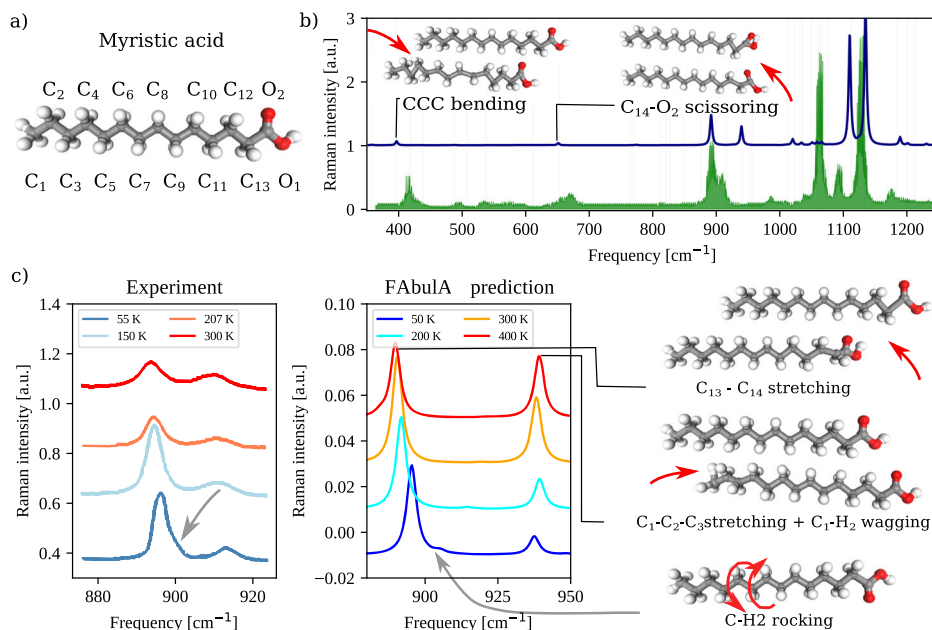 a)
Myristic acid
C2 C4 C6 C8 C10 C12 O2
C1 C3 C5 C7 C9 C11 C13 O1
b)
Raman intensity [a.u.]
3
2
1
0
CCC bending
C14-O2 scissoring
400 500 600 700 800 900 1000 1100 1200
Frequency [cm−1]
c)
Experiment
Raman intensity [a.u.]
1.4
1.2
1.0
0.8
0.6
0.4
55 K 207 K
150 K 300 K
880 900 920
Frequency [cm−1]
FAbulA prediction
Raman intensity [a.u.]
0.10
0.08
0.06
0.04
0.02
0.00
−0.02
50 K 300 K
200 K 400 K
900 950
Frequency [cm−1]
C13 - C14 stretching
C1-C2-C3stretching + C1-H2 wagging
C-H2 rocking